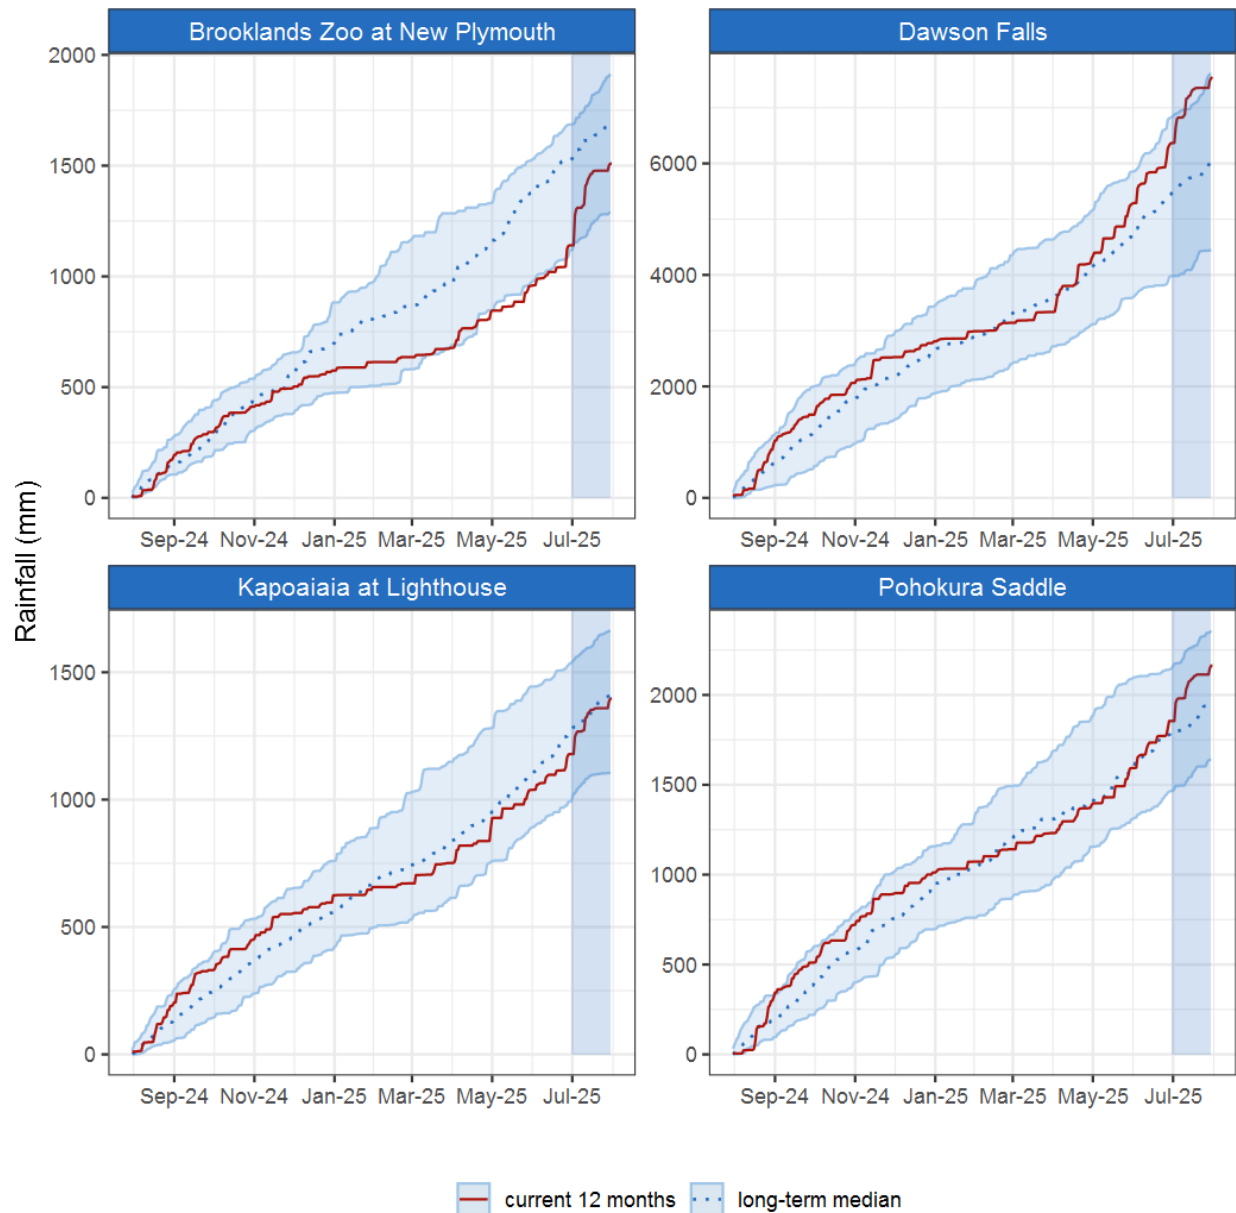 Brooklands Zoo at New Plymouth
Dawson Falls
2000
1500
1000
500
0
6000
4000
2000
0
Sep-24 Nov-24 Jan-25 Mar-25 May-25 Jul-25
Sep-24 Nov-24 Jan-25 Mar-25 May-25 Jul-25
Rainfall (mm)
Kapoaiaia at Lighthouse
Pohokura Saddle
1500
1000
500
0
2000
1500
1000
500
0
Sep-24 Nov-24 Jan-25 Mar-25 May-25 Jul-25
Sep-24 Nov-24 Jan-25 Mar-25 May-25 Jul-25
current 12 months long-term median